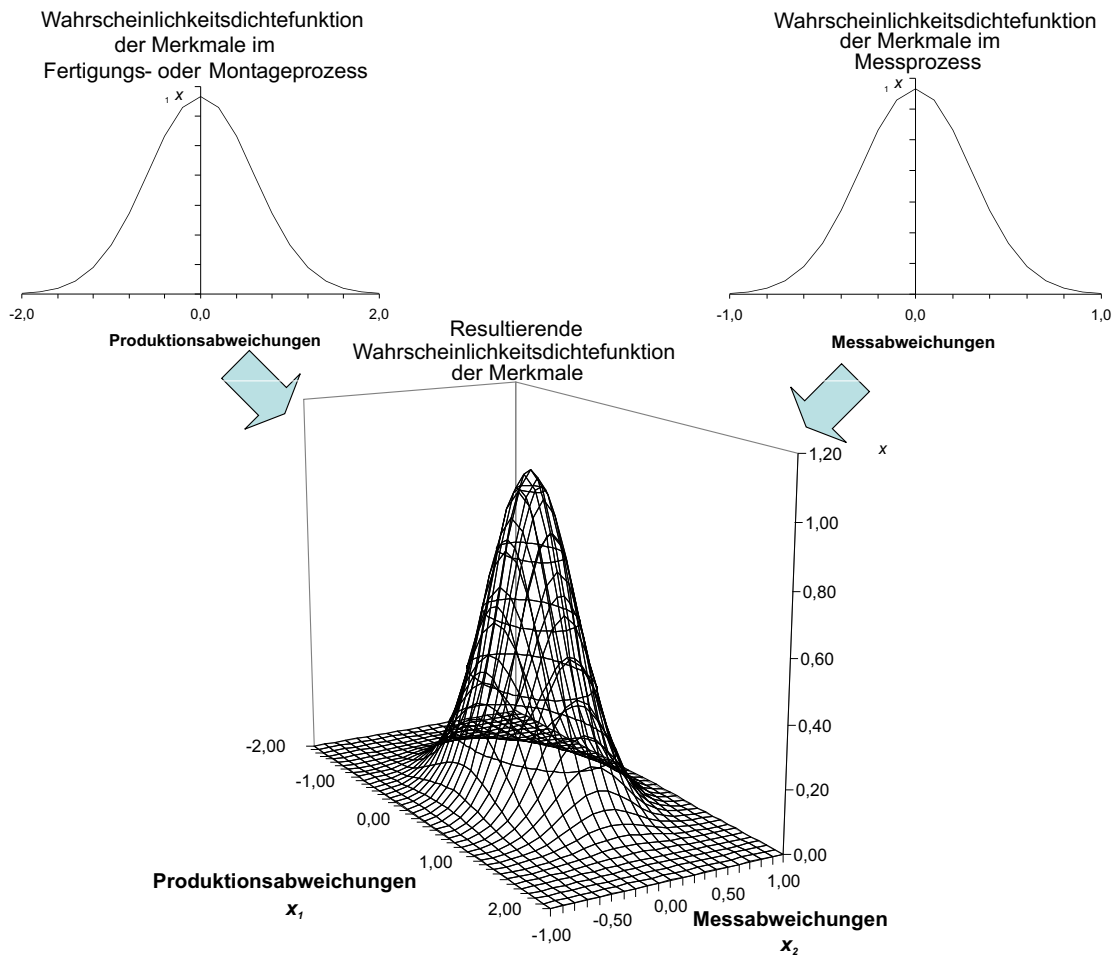 Wahrscheinlichkeitsdichtefunktion
der Merkmale im
Fertigungs- oder Montageprozess
1 x
-2,0
0,0
2,0
Produktionsabweichungen
Wahrscheinlichkeitsdichtefunktion
der Merkmale im
Messprozess
1 x
-1,0
0,0
1,0
Messabweichungen
Resultierende
Wahrscheinlichkeitsdichtefunktion
der Merkmale
x
1,20
1,00
0,80
0,60
0,40
0,20
0,00
-2,00
-1,00
0,00
1,00
2,00
Produktionsabweichungen
x1
-1,00
-0,50
0,00
0,50
1,00
Messabweichungen
x2